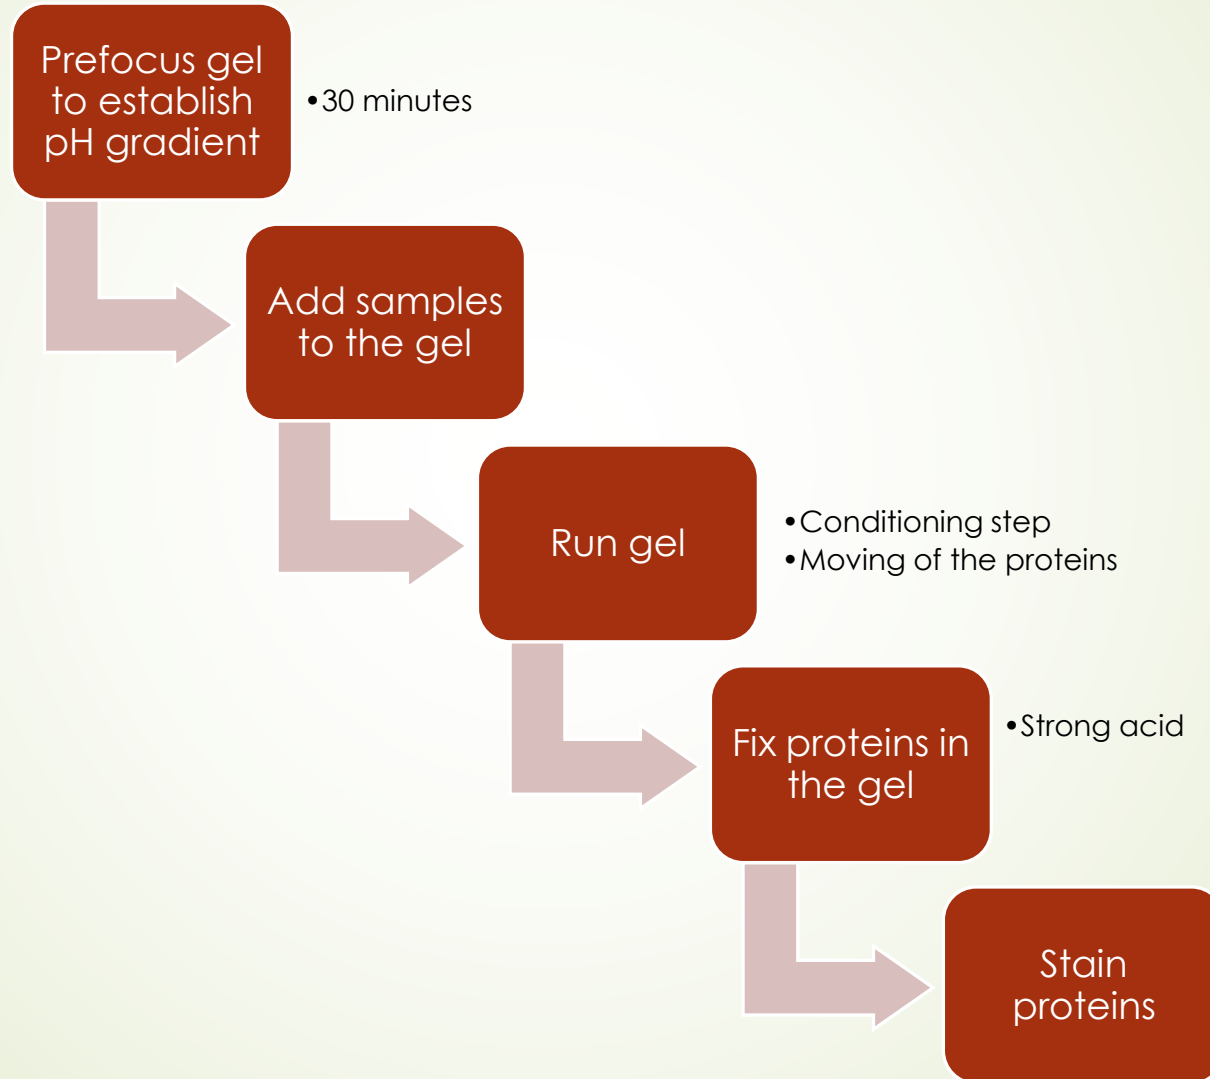 Prefocus gel
to establish
pH gradient
•30 minutes
Add samples
to the gel
Run gel
•Conditioning step
•Moving of the proteins
Fix proteins in
the gel
•Strong acid
Stain
proteins